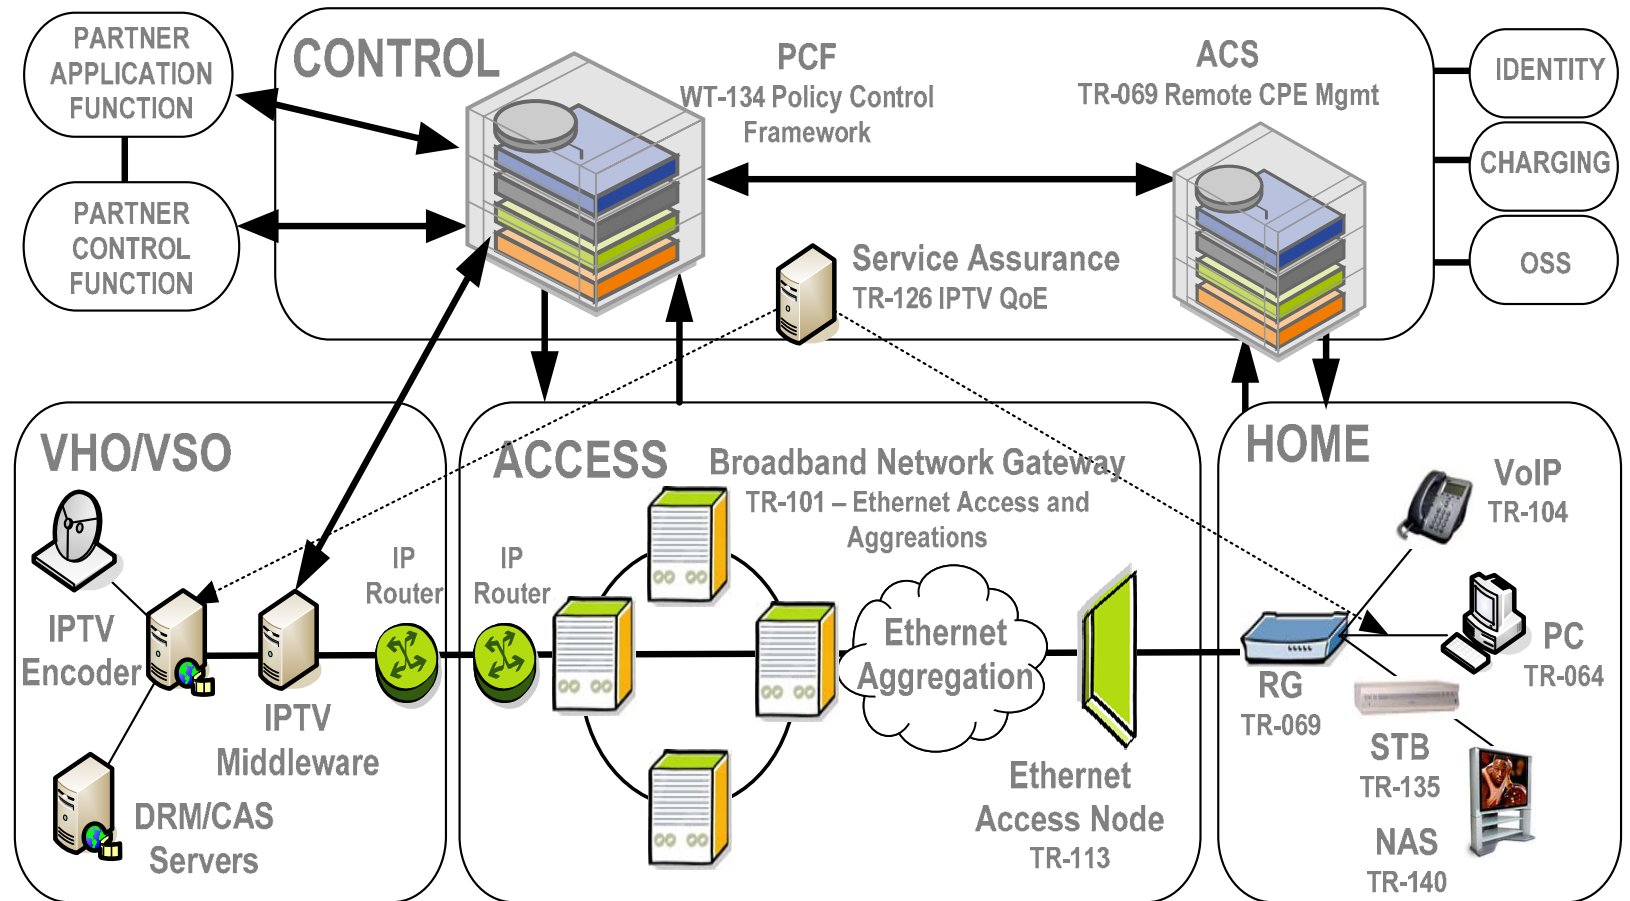 PARTNER
APPLICATION
FUNCTION
PARTNER
CONTROL
FUNCTION
CONTROL
PCF
WT-134 Policy Control
Framework
ACS
TR-069 Remote CPE Mgmt
Service Assurance
TR-126 IPTV QoE
IDENTITY
CHARGING
OSS
VHO/VSO
IPTV
Encoder
IPTV
Middleware
DRM/CAS
Servers
IP
Router
ACCESS
IP
Router
Broadband Network Gateway
TR-101 – Ethernet Access and
Aggreations
Ethernet
Aggregation
Ethernet
Access Node
TR-113
HOME
VoIP
TR-104
PC
TR-064
RG
TR-069
STB
TR-135
NAS
TR-140